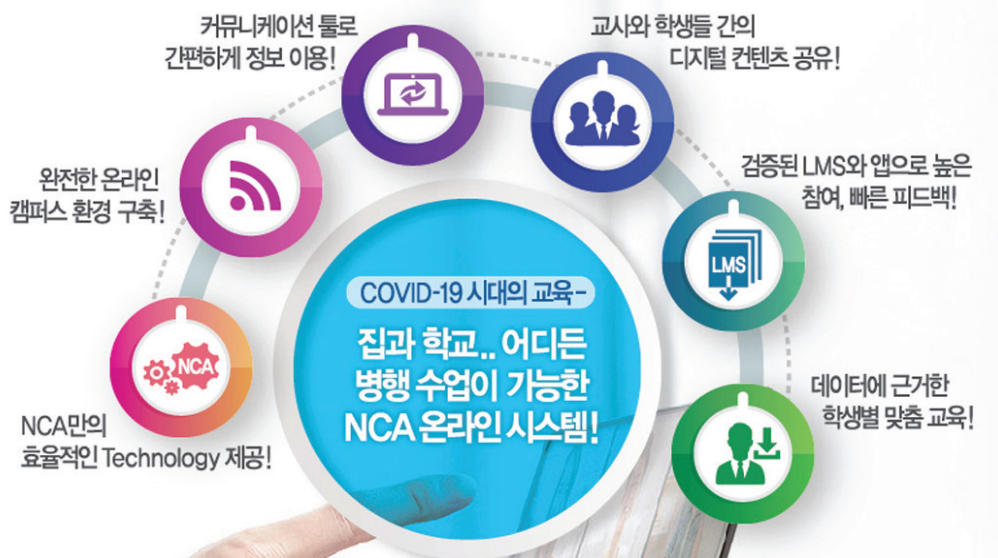 커뮤니케이션 툴로
간편하게 정보 이용!
교사와 학생들 간의
디지털 컨텐츠 공유!
완전한 온라인
캠퍼스 환경 구축!
검증된 LMS와 앱으로 높은
참여, 빠른 피드백!
LMS
COVID-19 시대의 교육-
집과 학교.. 어디든
병행 수업이 가능한
NCA 온라인 시스템!
NCA
NCA만의
효율적인 Technology 제공!
데이터에 근거한
학생별 맞춤 교육!